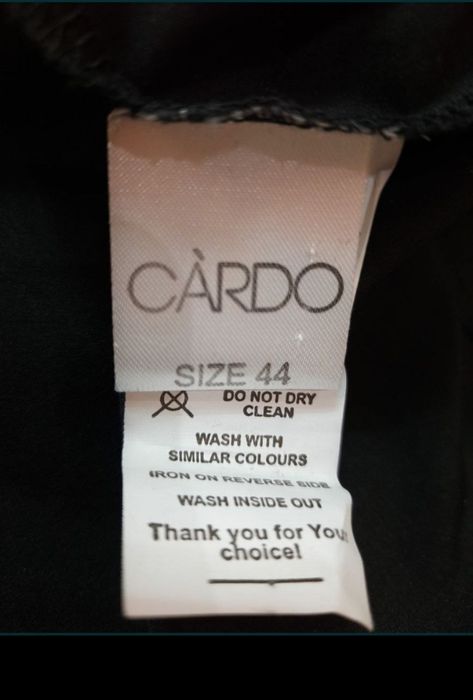 CÀRDO
SIZE 44
DO NOT DRY
CLEAN
WASH WITH
SIMILAR COLOURS
IRON ON REVERSE SIDE
WASH INSIDE OUT
Thank you for You
choice!